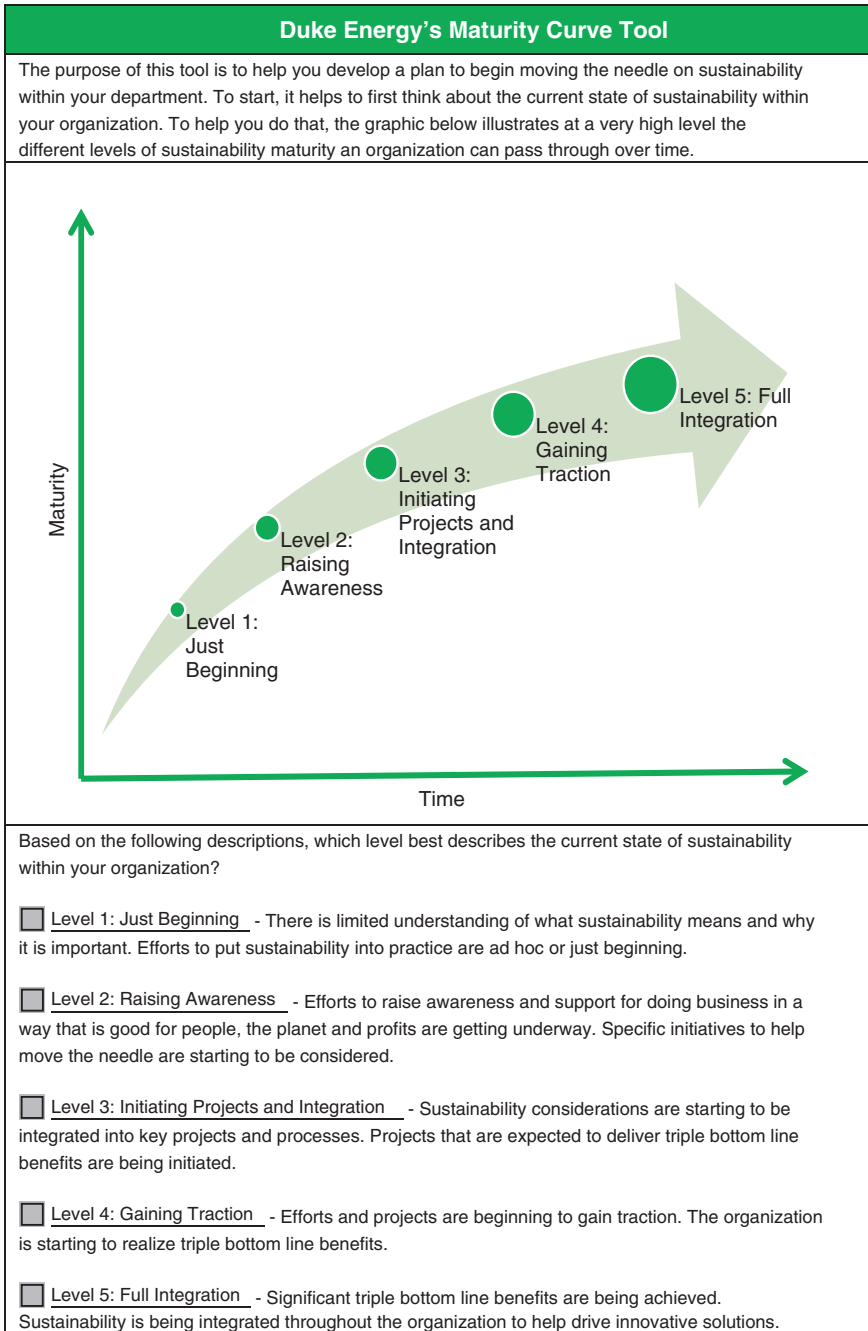 Duke Energy's Maturity Curve Tool
The purpose of this tool is to help you develop a plan to begin moving the needle on sustainability
within your department. To start, it helps to first think about the current state of sustainability within
your organization. To help you do that, the graphic below illustrates at a very high level the
different levels of sustainability maturity an organization can pass through over time.
Maturity
Level 5: Full
Integration
Level 4:
Gaining
Traction
Level 3:
Initiating
Projects and
Integration
Level 2:
Raising
Awareness
Level 1:
Just
Beginning
Time
Based on the following descriptions, which level best describes the current state of sustainability
within your organization?
Level 1: Just Beginning - There is limited understanding of what sustainability means and why
it is important. Efforts to put sustainability into practice are ad hoc or just beginning.
Level 2: Raising Awareness - Efforts to raise awareness and support for doing business in a
way that is good for people, the planet and profits are getting underway. Specific initiatives to help
move the needle are starting to be considered.
Level 3: Initiating Projects and Integration - Sustainability considerations are starting to be
integrated into key projects and processes. Projects that are expected to deliver triple bottom line
benefits are being initiated.
Level 4: Gaining Traction - Efforts and projects are beginning to gain traction. The organization
is starting to realize triple bottom line benefits.
Level 5: Full Integration - Significant triple bottom line benefits are being achieved.
Sustainability is being integrated throughout the organization to help drive innovative solutions.